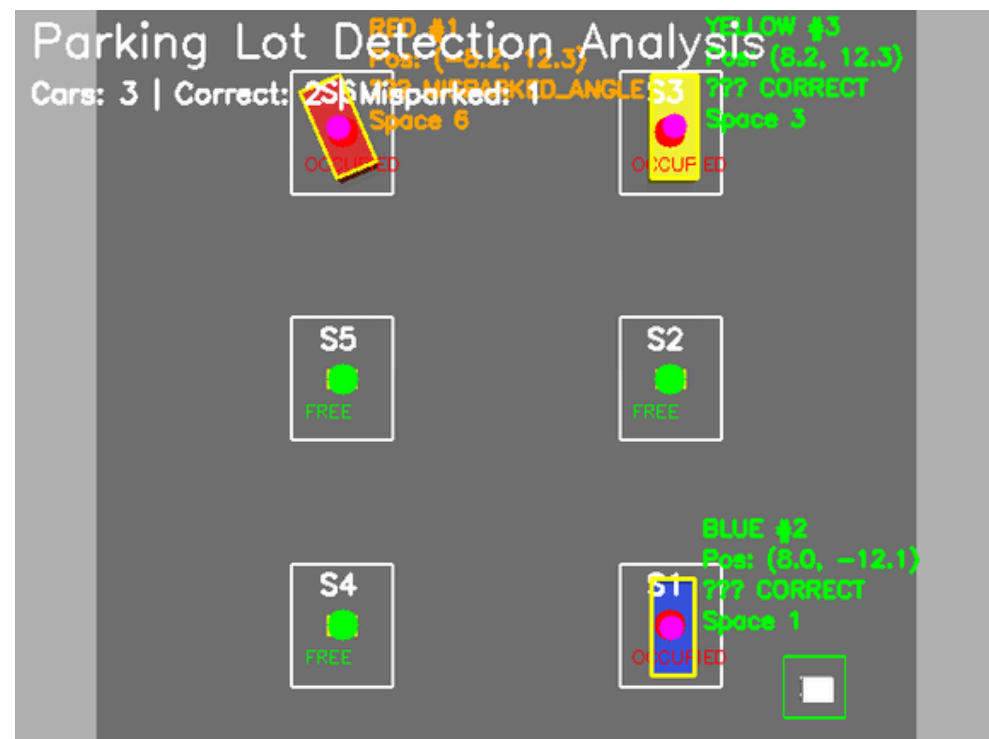 Parking Lot Detection Analysis
Cars: 3 | Correct: 2 | Misparked: 1
RED #1
Pos: (-8.2, 12.3)
??? MISPARKED_ANGLE
Space 6
S6
OCCUPIED
YELLOW #3
Pos: (8.2, 12.3)
??? CORRECT
Space 3
S3
OCCUPIED
S5
FREE
S2
FREE
S4
FREE
BLUE #2
Pos: (8.0, -12.1)
??? CORRECT
Space 1
S1
OCCUPIED